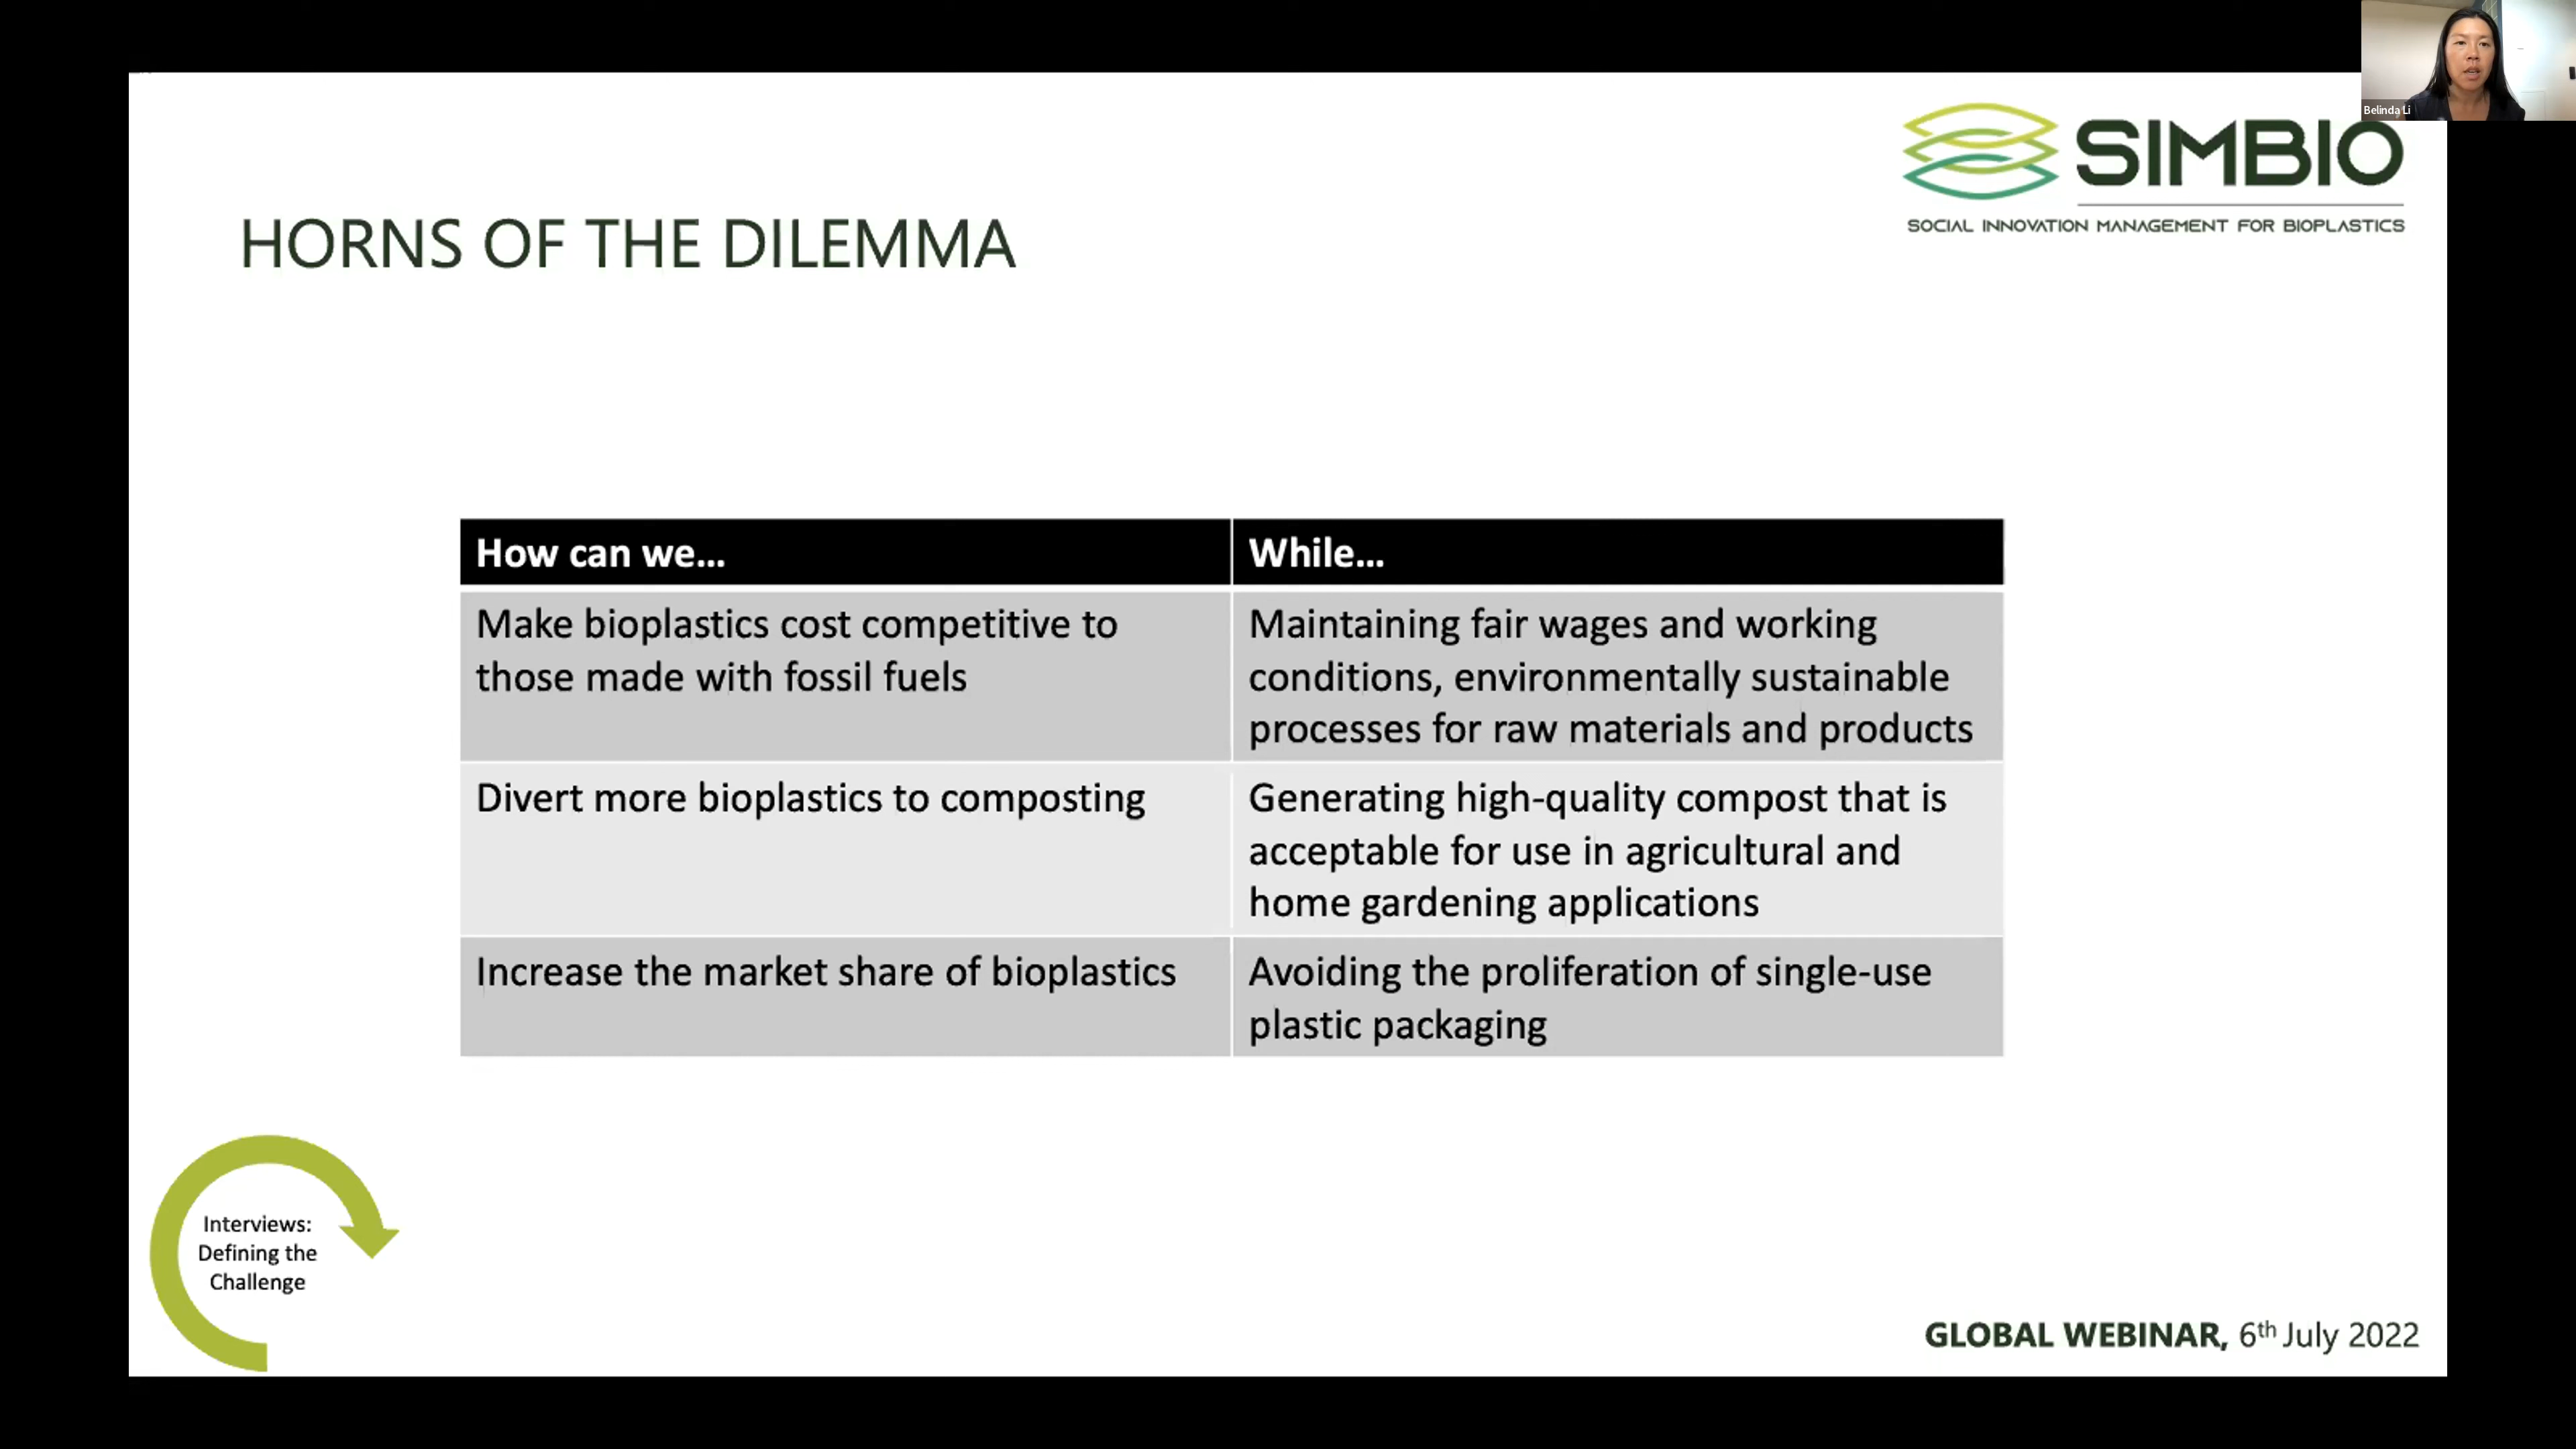 Belinda Li
SIMBIO
SOCIAL INNOVATION MANAGEMENT FOR BIOPLASTICS
HORNS OF THE DILEMMA
How can we...
While...
Make bioplastics cost competitive to
those made with fossil fuels
Maintaining fair wages and working
conditions, environmentally sustainable
processes for raw materials and products
Divert more bioplastics to composting
Generating high-quality compost that is
acceptable for use in agricultural and
home gardening applications
Increase the market share of bioplastics
Avoiding the proliferation of single-use
plastic packaging
Interviews:
Defining the
Challenge
GLOBAL WEBINAR, 6th July 2022